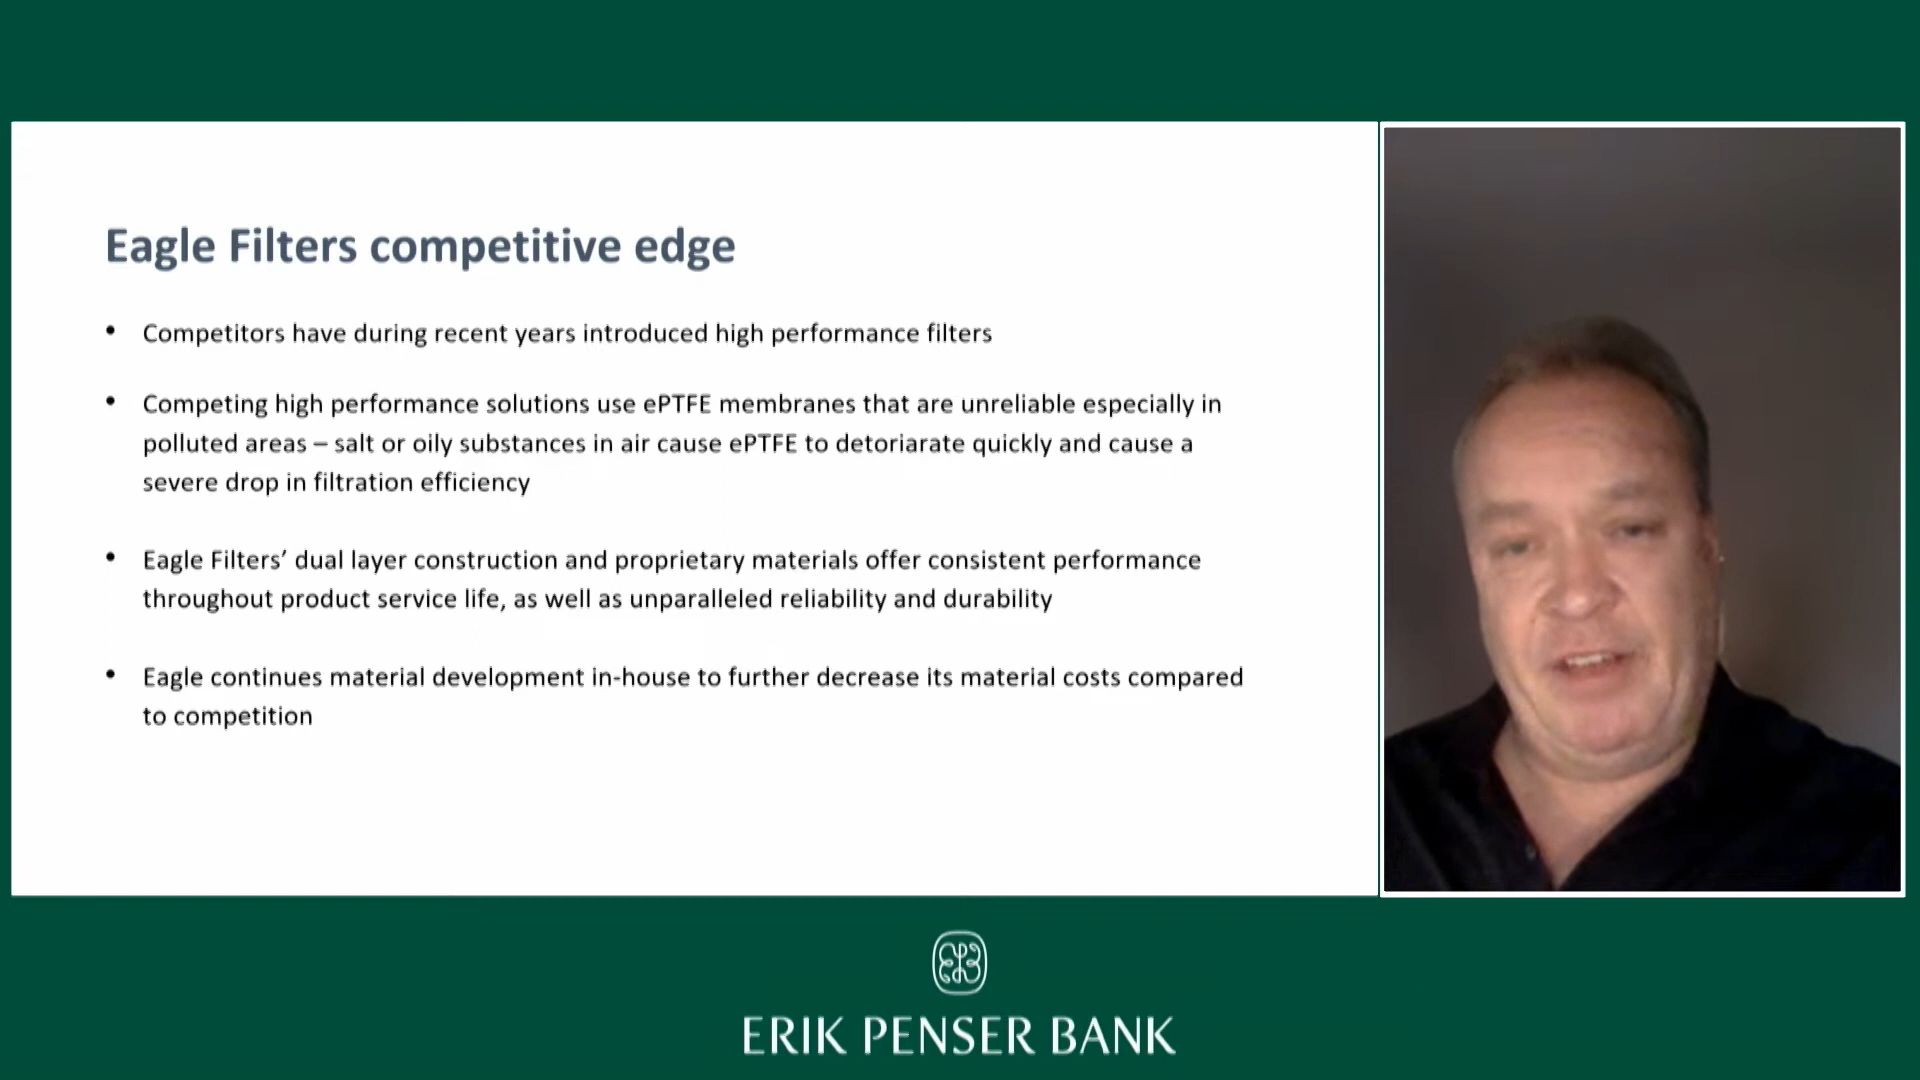 Eagle Filters competitive edge
• Competitors have during recent years introduced high performance filters
• Competing high performance solutions use ePTFE membranes that are unreliable especially in
polluted areas – salt or oily substances in air cause ePTFE to detoriarate quickly and cause a
severe drop in filtration efficiency
• Eagle Filters’ dual layer construction and proprietary materials offer consistent performance
throughout product service life, as well as unparalleled reliability and durability
• Eagle continues material development in-house to further decrease its material costs compared
to competition
ERIK PENSER BANK